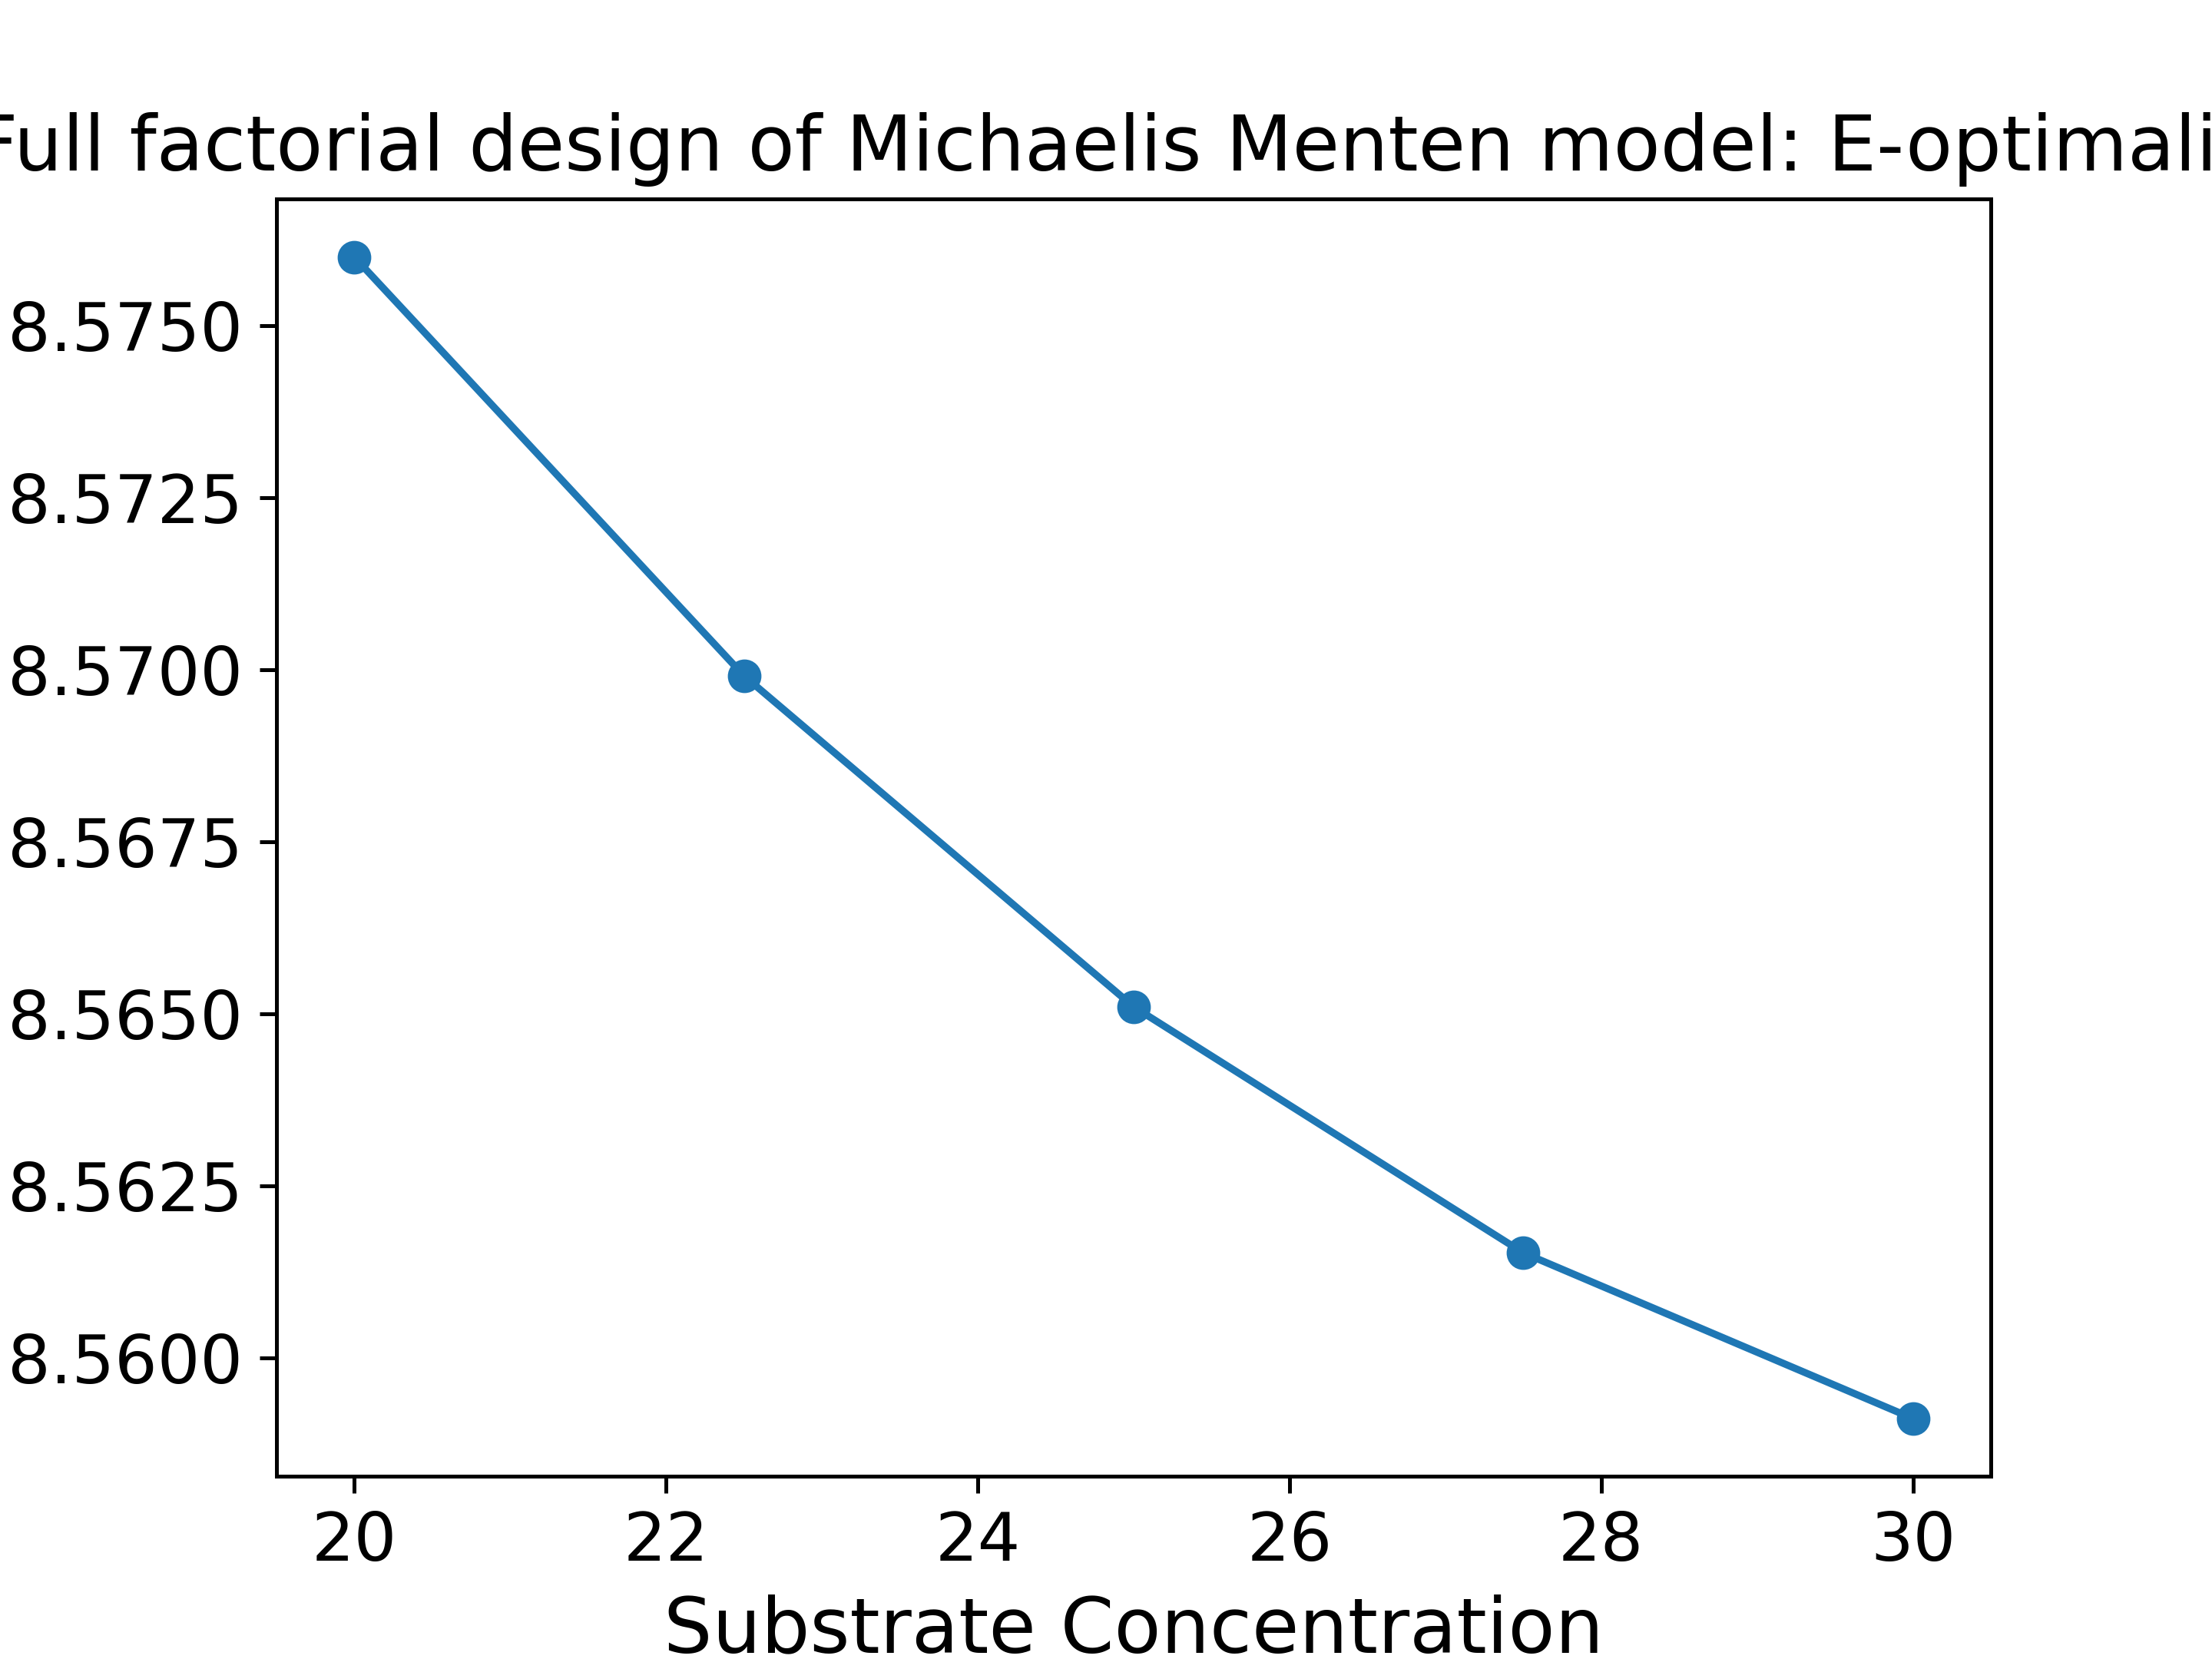 Full factorial design of Michaelis Menten model: E-optimali
8.5750
8.5725
8.5700
8.5675
8.5650
8.5625
8.5600
20 22 24 26 28 30
Substrate Concentration